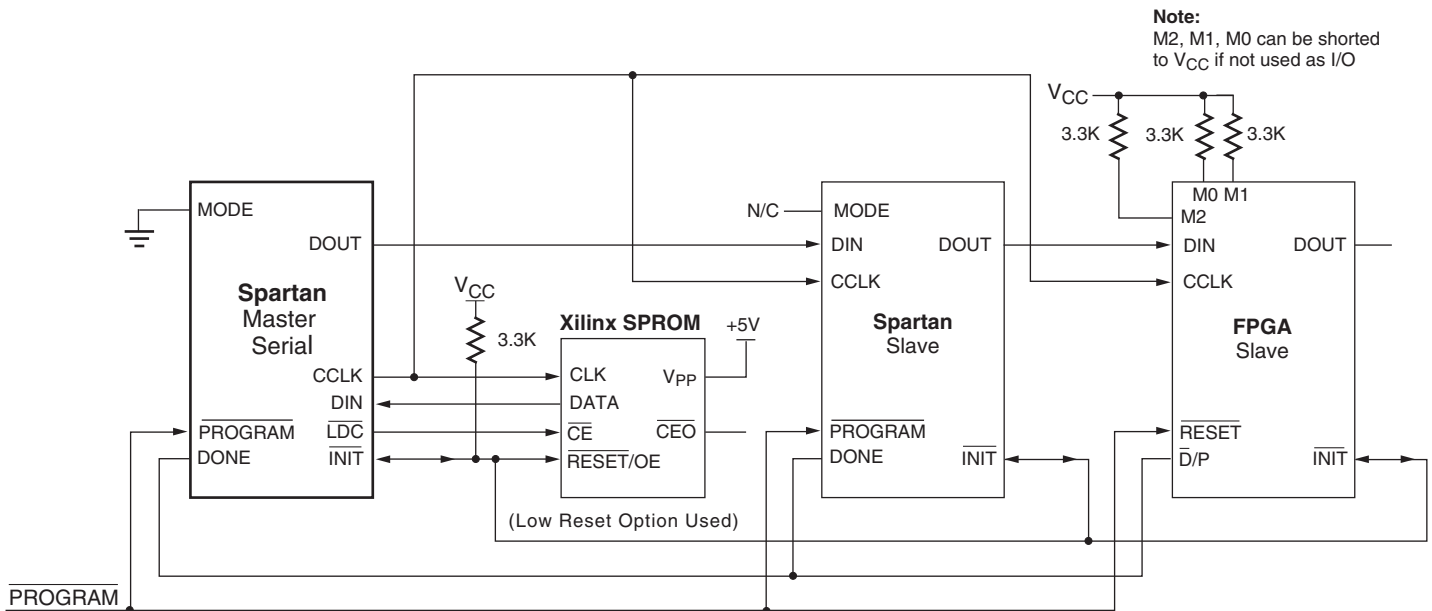 Note:
M2, M1, M0 can be shorted
to VCC if not used as I/O
VCC
3.3K
3.3K
3.3K
MODE
DOUT
Spartan
Master
Serial
CCLK
DIN
PROGRAM
LDC
DONE
INIT
VCC
3.3K
Xilinx SPROM
+5V
CLK
VPP
DATA
CE
CEO
RESET/OE
(Low Reset Option Used)
N/C
MODE
DIN
DOUT
CCLK
Spartan
Slave
PROGRAM
DONE
INIT
M0 M1
M2
DIN
DOUT
CCLK
FPGA
Slave
RESET
D/P
INIT
PROGRAM